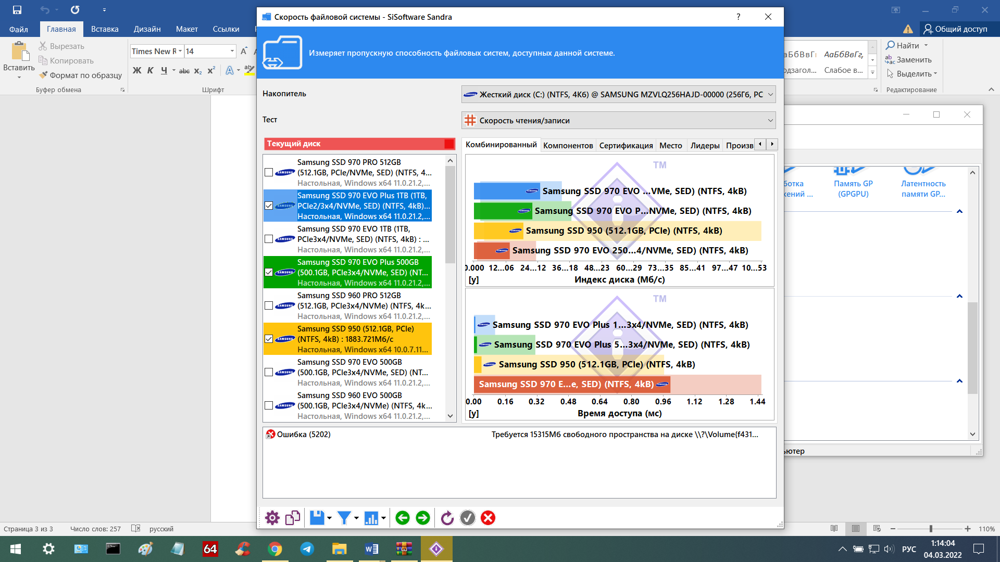 Скорость файловой системы - SiSoftware Sandra
?
Файл
Главная
Вставка
Дизайн
Макет
Ссылки
Общий доступ
Вставить
Вырезать
Копировать
Формат по образцу
Буфер обмена
Times New R
14
Ж К Ч abc x₂ x²
Шрифт
Измеряет пропускную способность файловых систем, доступных данной системе.
АаБбВвГг,
Слабое в...
Найти
Заменить
Выделить
Редактирование
Накопитель
Жесткий диск (C:) (NTFS, 4Кб) @ SAMSUNG MZVLQ256HAJD-00000 (256Гб, PC
Тест
Скорость чтения/записи
Текущий диск
Samsung SSD 970 PRO 512GB
(512.1GB, PCIe/NVMe, SED) (NTFS, 4...
Настольная, Windows x64 11.0.21.2,...
Samsung SSD 970 EVO Plus 1TB (1TB,
PCIe2/3x4/NVMe, SED) (NTFS, 4kB)...
Настольная, Windows x64 11.0.21.2,...
Samsung SSD 970 EVO 1TB (1TB,
PCIe3x4/NVMe, SED) (NTFS, 4kB) : ...
Настольная, Windows x64 11.0.21.2,...
Samsung SSD 970 EVO Plus 500GB
(500.1GB, PCIe3x4/NVMe, SED) (NT...
Настольная, Windows x64 11.0.21.2,...
Samsung SSD 960 PRO 512GB
(512.1GB, PCIe3x4/NVMe) (NTFS, 4k...
Настольная, Windows x64 11.0.21.2,...
Samsung SSD 950 (512.1GB, PCIe)
(NTFS, 4kB) : 1883.721Мб/с
Настольная, Windows x64 10.0.7.11...
Samsung SSD 970 EVO 500GB
(500.1GB, PCIe3x4/NVMe, SED) (NT...
Настольная, Windows x64 11.0.21.2,...
Samsung SSD 960 EVO 500GB
(500.1GB, PCIe3x4/NVMe) (NTFS, 4k...
Настольная, Windows x64 11.0.21.2,...
Комбинированный Компонентов Сертификация Место Лидеры Произв
TM
Samsung SSD 970 EVO ...VMe, SED) (NTFS, 4kB)
Samsung SSD 970 EVO P...NVMe, SED) (NTFS, 4kB)
Samsung SSD 950 (512.1GB, PCIe) (NTFS, 4kB)
Samsung SSD 970 EVO 250...4/NVMe, SED) (NTFS, 4kB)
0.000 12...06 24...12 36...18 48...23 60...29 73...35 85...41 97...47 10...53
[y] Индекс диска (Мб/с)
TM
Samsung SSD 970 EVO Plus 1...3x4/NVMe, SED) (NTFS, 4kB)
Samsung SSD 970 EVO Plus 5...3x4/NVMe, SED) (NTFS, 4kB)
Samsung SSD 950 (512.1GB, PCIe) (NTFS, 4kB)
Samsung SSD 970 E...e, SED) (NTFS, 4kB)
0.00 0.16 0.32 0.48 0.64 0.80 0.96 1.12 1.28 1.44
[y] Время доступа (мс)
Память GP
(GPGPU)
Латентность
памяти GP...
Ошибка (5202)
Требуется 15315Мб свободного пространства на диске \\?\Volume{f431...
Страница 3 из 3
Число слов: 257
русский
110%
64
РУС
1:14:04
04.03.2022